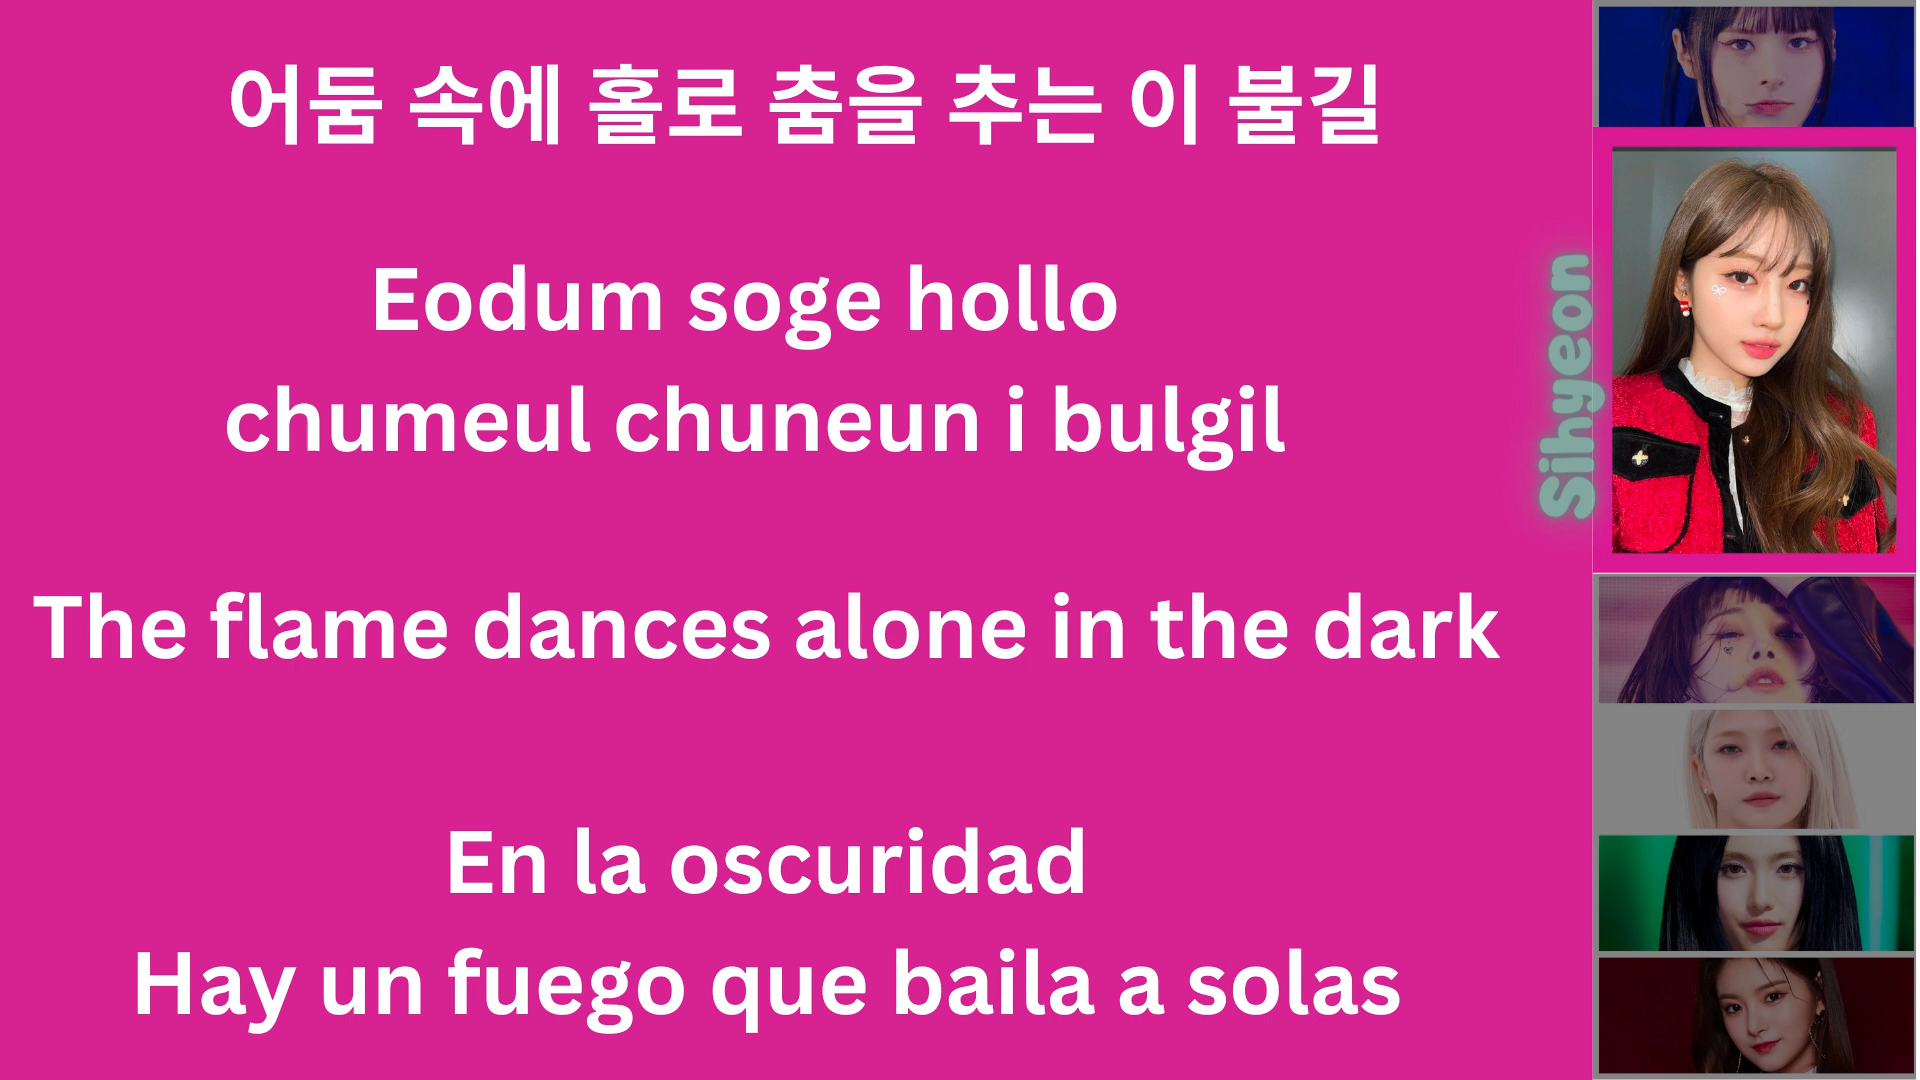 어둠 속에 홀로 춤을 추는 이 불길
Eodum soge hollo
chumeul chuneun i bulgil
The flame dances alone in the dark
En la oscuridad
Hay un fuego que baila a solas
Sihyeon